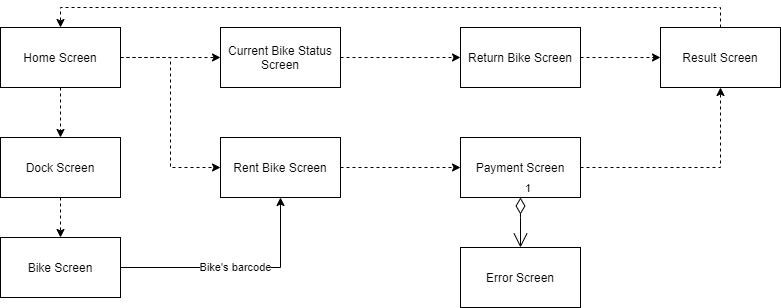 Home Screen
Current Bike Status
Screen
Return Bike Screen
Result Screen
Dock Screen
Rent Bike Screen
Payment Screen
1
Bike Screen
Bike's barcode
Error Screen